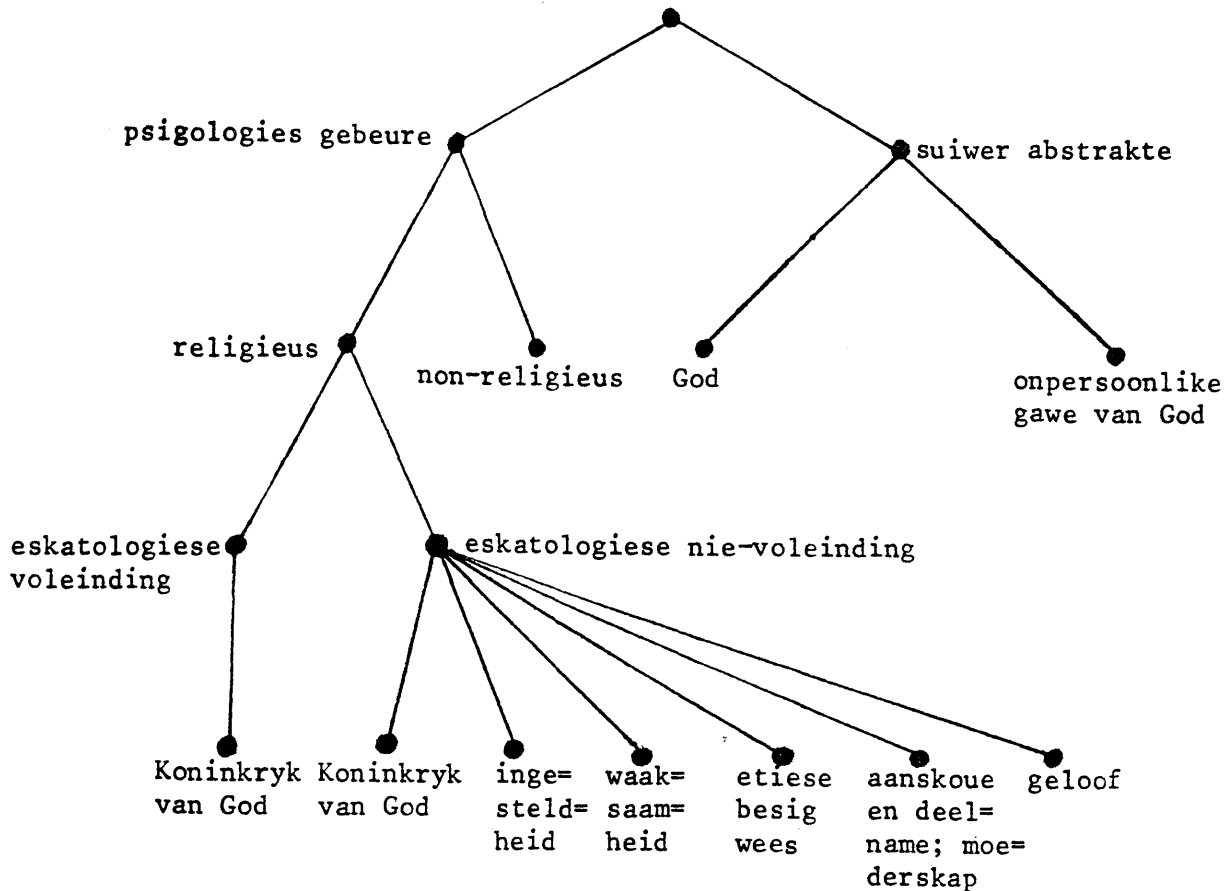 psigologies gebeure
suiwer abstrakte
religieus
non-religieus
God
onpersoonlike
gawe van God
eskatologiese
voleinding
eskatologiese nie-voleinding
Koninkryk
van God
Koninkryk
van God
inge=
steld=
heid
waak=
saam=
heid
etiese
besig
wees
aanskoue
en deel=
name; moe=
derskap
geloof